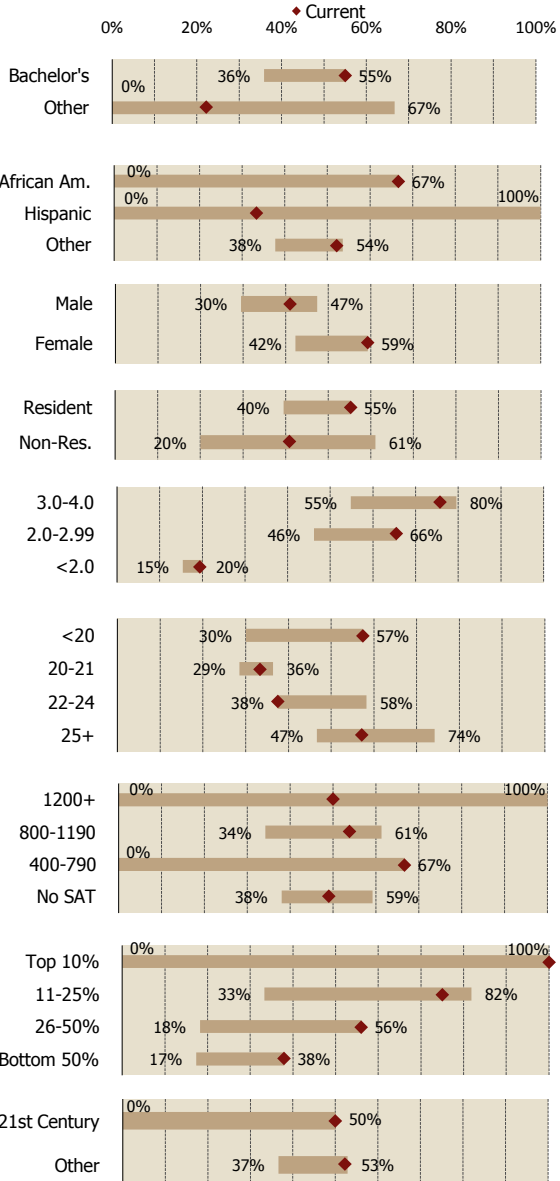 Current
0% 20% 40% 60% 80% 100%
Bachelor's 36% 55%
0%
Other 67%
0%
African Am. 67%
0% 100%
Hispanic
Other 38% 54%
Male 30% 47%
Female 42% 59%
Resident 40% 55%
Non-Res. 20% 61%
3.0-4.0 55% 80%
2.0-2.99 46% 66%
<2.0 15% 20%
<20 30% 57%
20-21 29% 36%
22-24 38% 58%
25+ 47% 74%
0% 100%
1200+
800-1190 34% 61%
0%
400-790 67%
No SAT 38% 59%
0% 100%
Top 10%
11-25% 33% 82%
26-50% 18% 56%
Bottom 50% 17% 38%
0%
21st Century 50%
Other 37% 53%